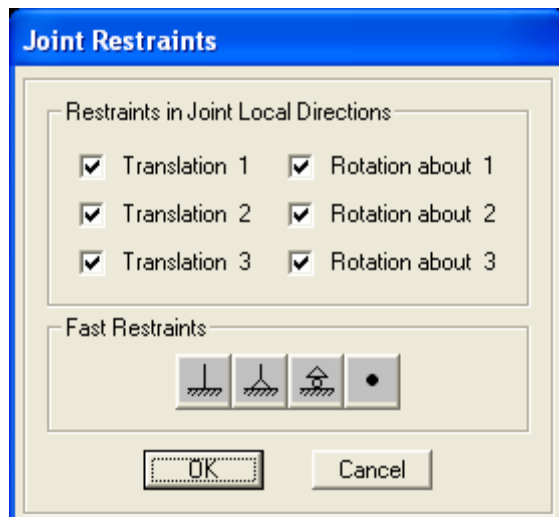 Joint Restraints
Restraints in Joint Local Directions
Translation 1 Rotation about 1
Translation 2 Rotation about 2
Translation 3 Rotation about 3
Fast Restraints
OK Cancel